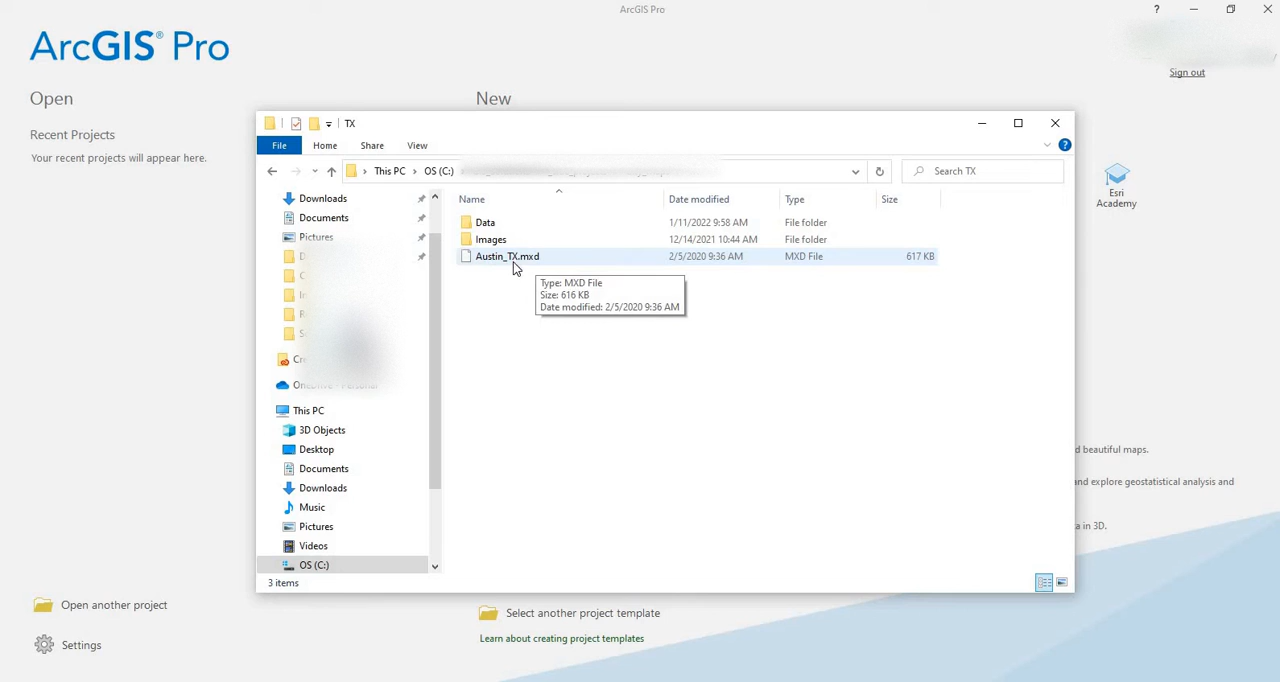 ArcGIS Pro
?
ArcGIS® Pro
Sign out
Open
New
Recent Projects
Your recent projects will appear here.
TX
File Home Share View
This PC > OS (C:)
Search TX
Name Date modified Type Size
Downloads
Documents
Pictures
This PC
3D Objects
Desktop
Documents
Downloads
Music
Pictures
Videos
OS (C:)
Data 1/11/2022 9:58 AM File folder
Images 12/14/2021 10:44 AM File folder
Austin_TX.mxd 2/5/2020 9:36 AM MXD File 617 KB
Type: MXD File
Size: 616 KB
Date modified: 2/5/2020 9:36 AM
3 items
Esri
Academy
d beautiful maps.
and explore geostatistical analysis and
a in 3D.
Open another project
Settings
Select another project template
Learn about creating project templates